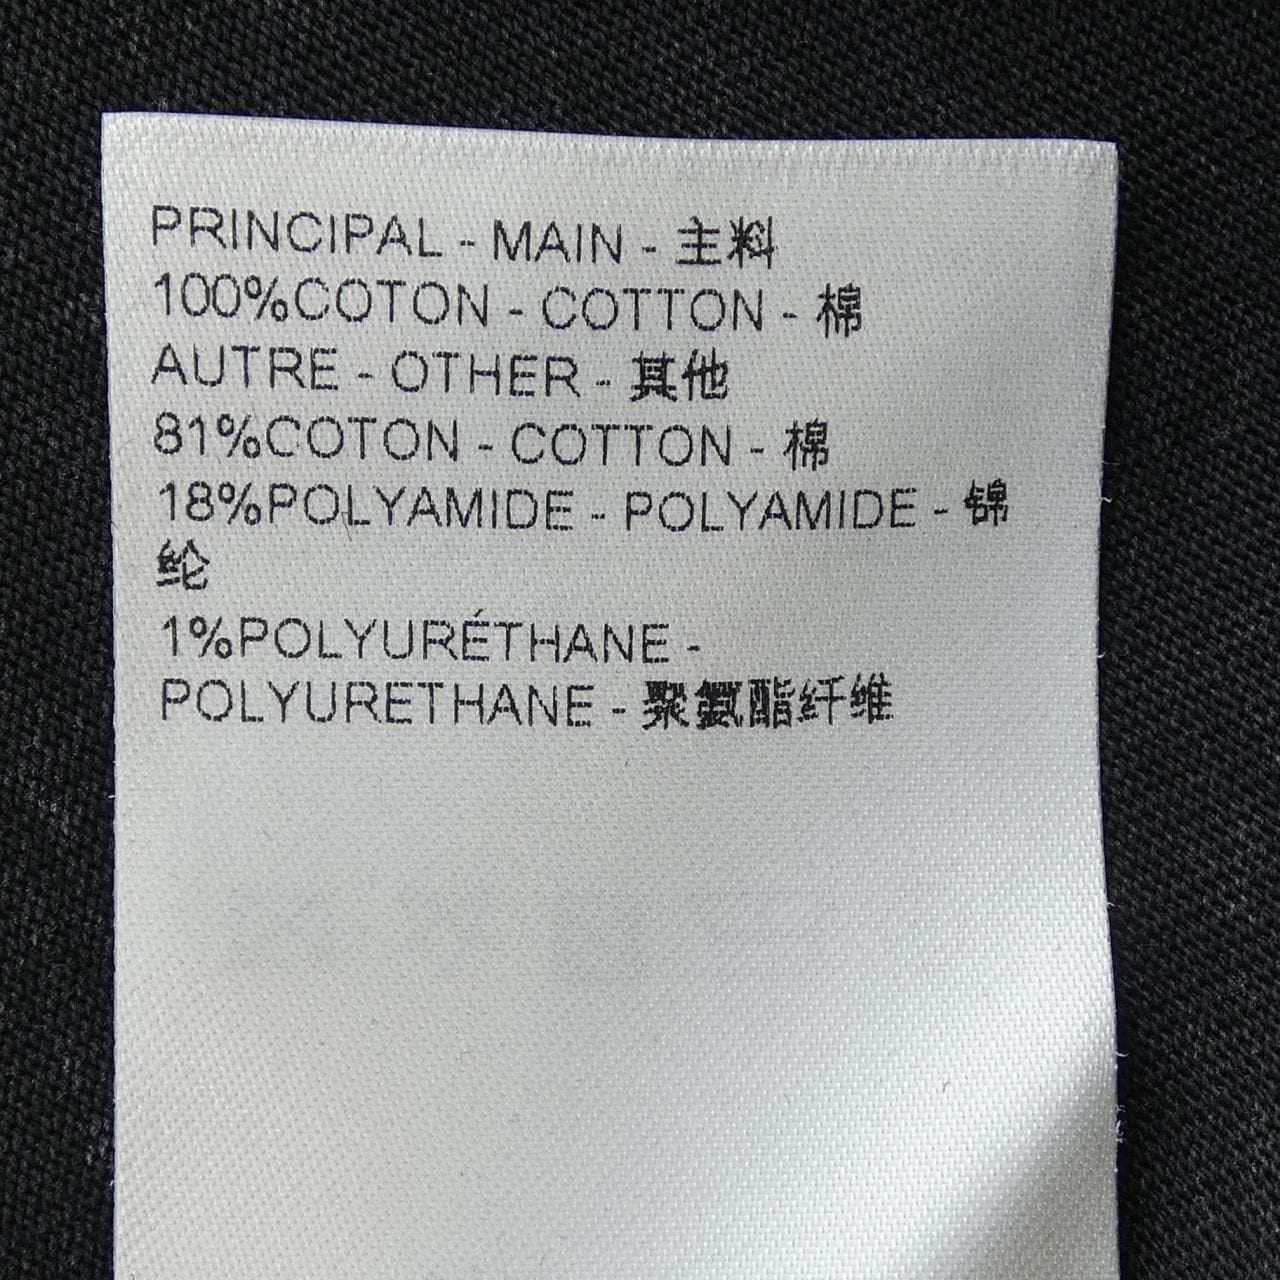 PRINCIPAL - MAIN - 主料
100%COTON - COTTON - 棉
AUTRE - OTHER - 其他
81%COTON - COTTON - 棉
18%POLYAMIDE - POLYAMIDE - 锦
纶
1%POLYURÉTHANE -
POLYURETHANE - 聚氨酯纤维